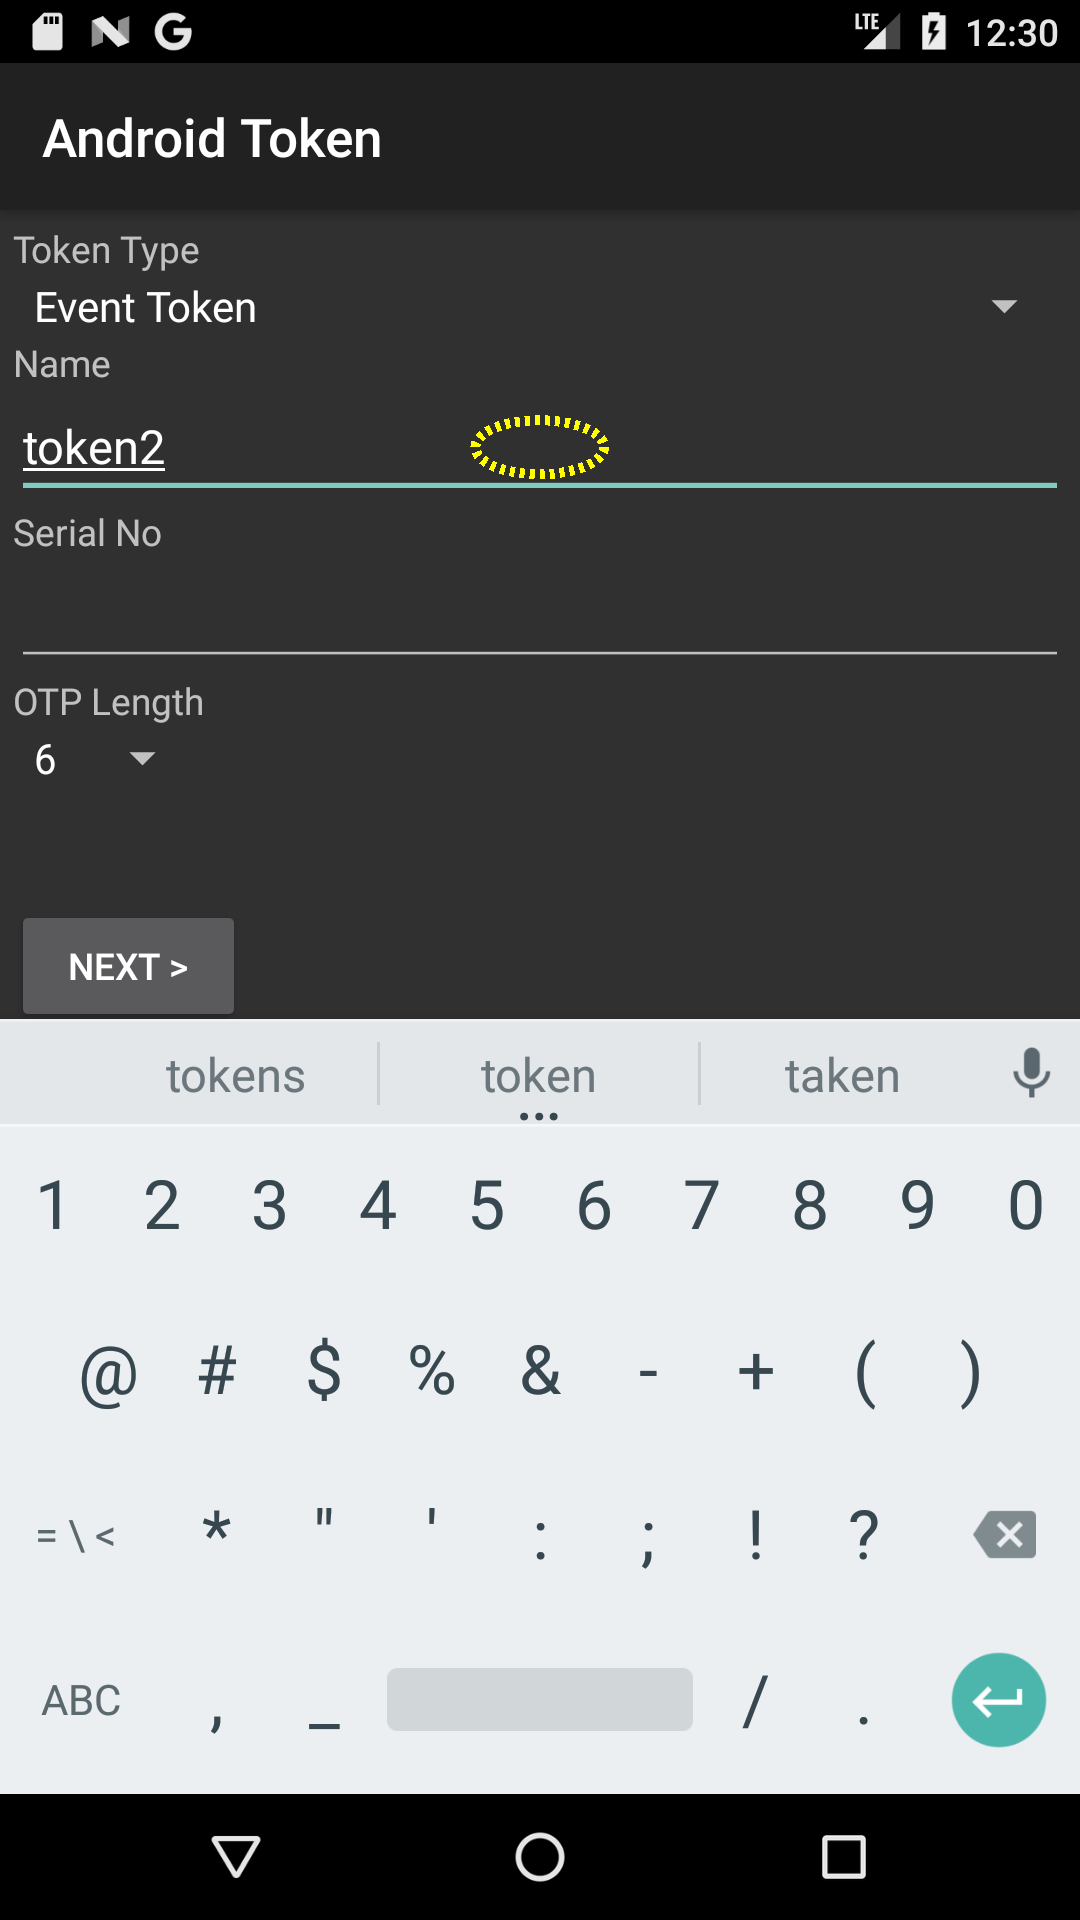 LTE 12:30
Android Token
Token Type
Event Token
Name
token2
Serial No
OTP Length
6
NEXT >
tokens token taken
1 2 3 4 5 6 7 8 9 0
@ # $ % & - + ( )
= \ < * " ' : ; ! ?
ABC , _ / .